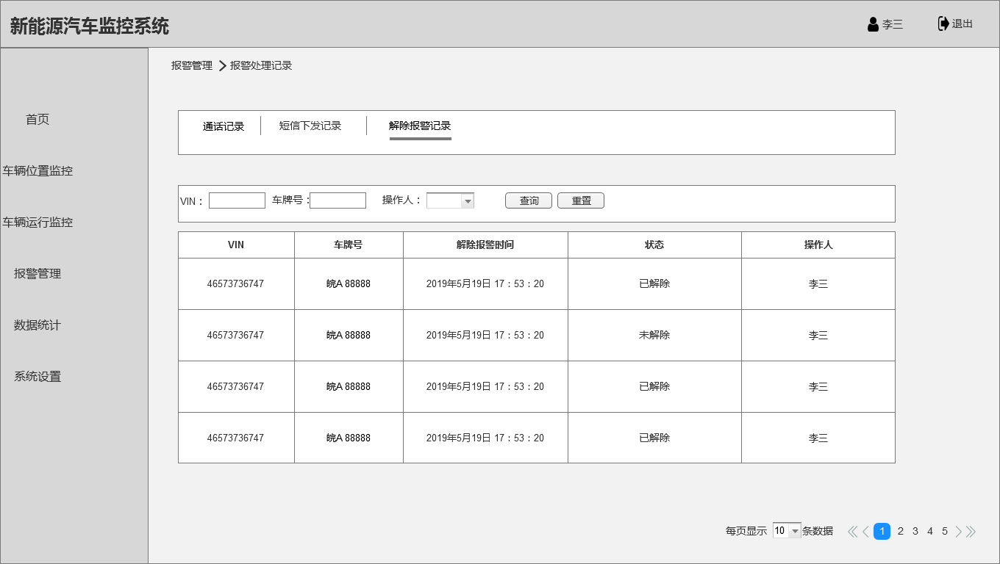 新能源汽车监控系统
李三
退出
报警管理
报警处理记录
首页
车辆位置监控
车辆运行监控
报警管理
数据统计
系统设置
通话记录 短信下发记录 解除报警记录
VIN： 车牌号： 操作人： 查询 重置
VIN 车牌号 解除报警时间 状态 操作人
46573736747 皖A 88888 2019年5月19日 17：53：20 已解除 李三
46573736747 皖A 88888 2019年5月19日 17：53：20 未解除 李三
46573736747 皖A 88888 2019年5月19日 17：53：20 已解除 李三
46573736747 皖A 88888 2019年5月19日 17：53：20 已解除 李三
每页显示 10 条数据 1 2 3 4 5